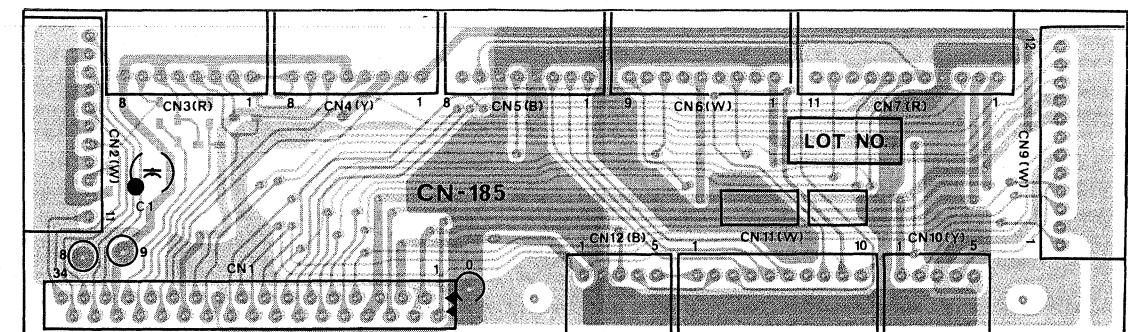 8 CN3(R) 1 8 CN4(Y) 1 8 CN5(B) 1 9 CN6(W) 1 11 CN7(R) 1
12
CN9(W)
1
CN2(W)
11
LOT NO.
C1
CN-185
8
34
9
CN1
1
0
1 CN12(B) 5 1 CN11(W) 10 1 CN10(Y) 5